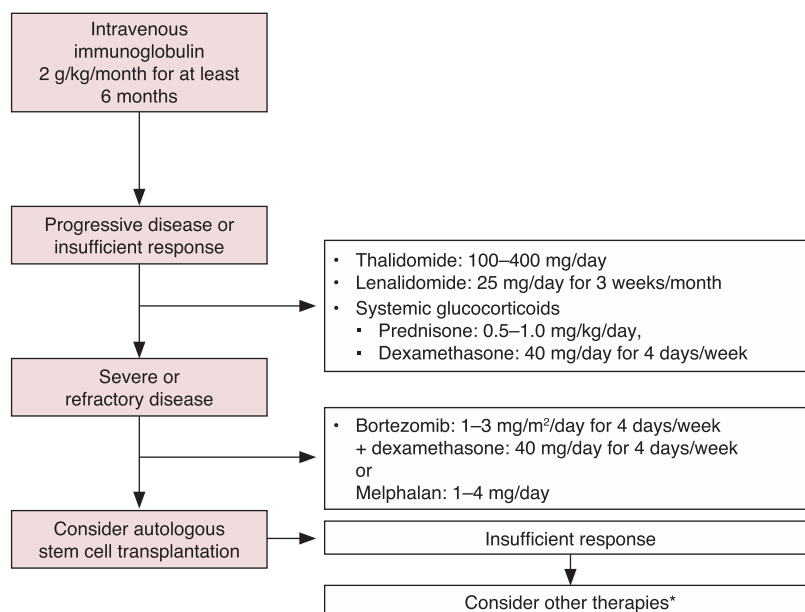 Intravenous
immunoglobulin
2 g/kg/month for at least
6 months
Progressive disease or
insufficient response
• Thalidomide: 100–400 mg/day
• Lenalidomide: 25 mg/day for 3 weeks/month
• Systemic glucocorticoids
▪ Prednisone: 0.5–1.0 mg/kg/day,
▪ Dexamethasone: 40 mg/day for 4 days/week
Severe or
refractory disease
• Bortezomib: 1–3 mg/m²/day for 4 days/week
+ dexamethasone: 40 mg/day for 4 days/week
or
Melphalan: 1–4 mg/day
Consider autologous
stem cell transplantation
Insufficient response
Consider other therapies*